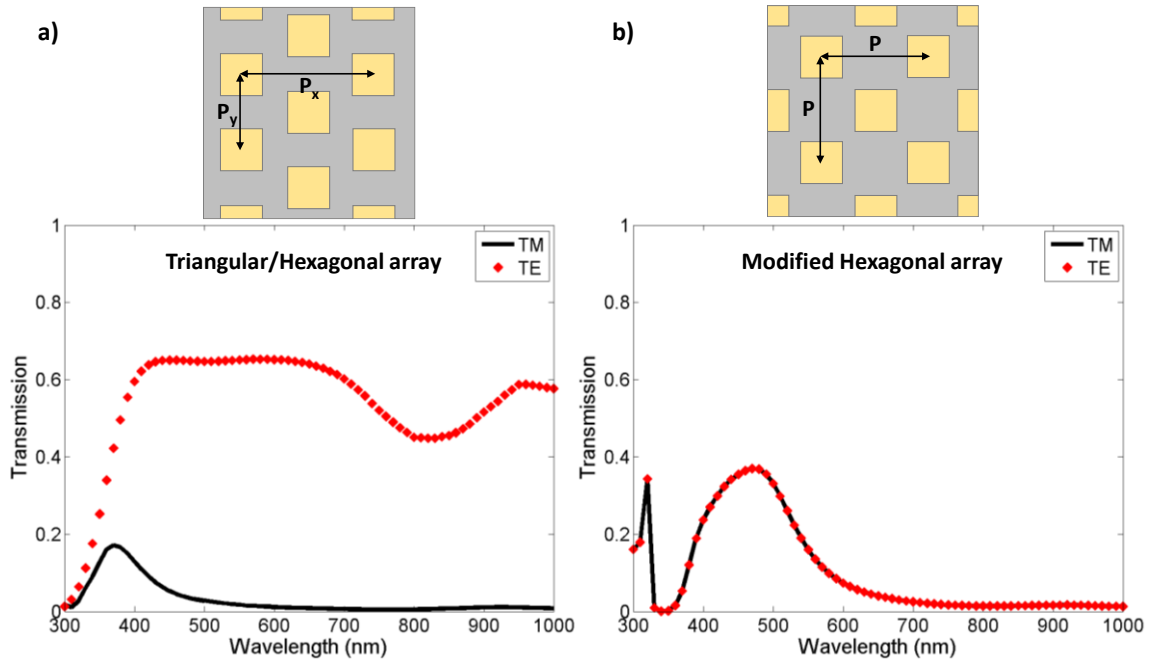 a)
Px
Py
1
TM
TE
Triangular/Hexagonal array
0.8
0.6
0.4
0.2
0
Transmission
300 400 500 600 700 800 900 1000
Wavelength (nm)
b)
P
P
1
TM
TE
Modified Hexagonal array
0.8
0.6
0.4
0.2
0
Transmission
300 400 500 600 700 800 900 1000
Wavelength (nm)